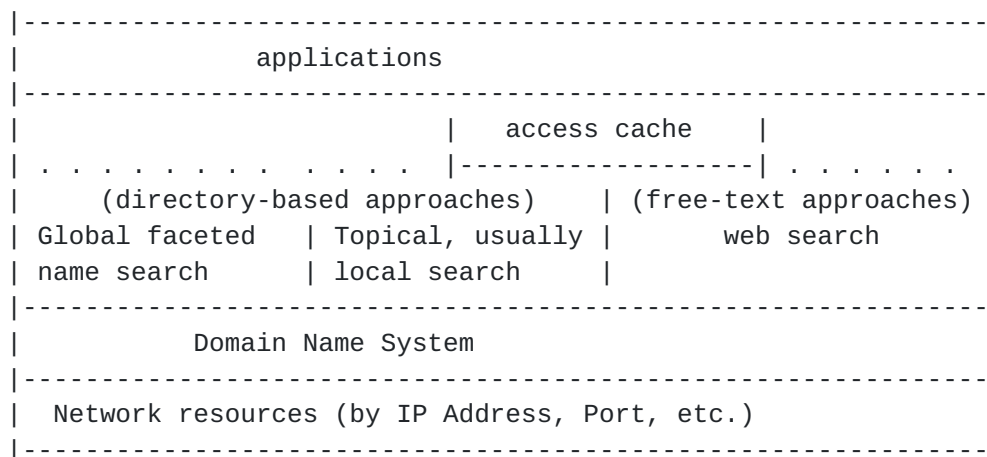 |--------------------------------------------------------------
|               applications
|--------------------------------------------------------------
|                           |   access cache    |
| . . . . . . . .  . . . .  |-------------------| . . . . . .
|     (directory-based approaches)    | (free-text approaches)
| Global faceted   | Topical, usually |       web search
| name search      | local search     |
|--------------------------------------------------------------
|           Domain Name System
|--------------------------------------------------------------
|  Network resources (by IP Address, Port, etc.)
|--------------------------------------------------------------